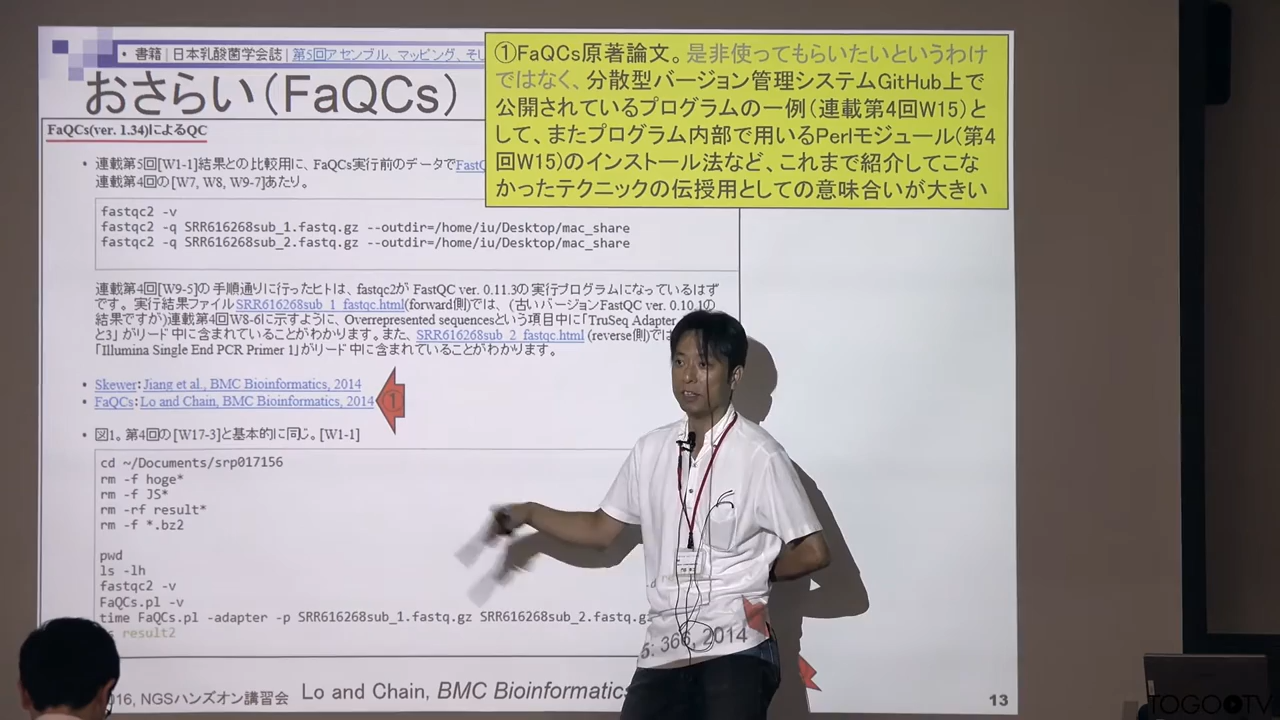 • 書籍 | 日本乳酸菌学会誌 | 第5回アセンブル、マッピング、そし
おさらい(FaQCs)
①FaQCs原著論文。是非使ってもらいたいというわけ
ではなく、分散型バージョン管理システムGitHub上で
公開されているプログラムの一例(連載第4回W15)と
して、またプログラム内部で用いるPerlモジュール(第4
回W15)のインストール法など、これまで紹介してこな
かったテクニックの伝授用としての意味合いが大きい
FaQCs(ver. 1.34)によるQC
• 連載第5回[W1-1]結果との比較用に、FaQCs実行前のデータでFastQ
連載第4回の[W7, W8, W9-7]あたり。
fastqc2 -v
fastqc2 -q SRR616268sub_1.fastq.gz --outdir=/home/iu/Desktop/mac_share
fastqc2 -q SRR616268sub_2.fastq.gz --outdir=/home/iu/Desktop/mac_share
連載第4回[W9-5]の手順通りに行ったヒトは、fastqc2が FastQC ver. 0.11.3の実行プログラムになっているはず
です。 実行結果ファイルSRR616268sub_1_fastqc.html(forward側)では、 (古いバージョンFastQC ver. 0.10.1の
結果ですが)連載第4回W8-6に示すように、Overrepresented sequencesという項目中に「TruSeq Adapter
と3」がリード中に含まれていることがわかります。また、 SRR616268sub_2_fastqc.html (reverse側)では
「Illumina Single End PCR Primer 1」がリード中に含まれていることがわかります。
• Skewer:Jiang et al., BMC Bioinformatics, 2014
• FaQCs:Lo and Chain, BMC Bioinformatics, 2014
①
• 図1。第4回の[W17-3]と基本的に同じ。[W1-1]
cd ~/Documents/srp017156
rm -f hoge*
rm -f JS*
rm -rf result*
rm -f *.bz2
pwd
ls -lh
fastqc2 -v
FaQCs.pl -v
time FaQCs.pl -adapter -p SRR616268sub_1.fastq.gz SRR616268sub_2.fastq.gz -d r
result2
2016, NGSハンズオン講習会
Lo and Chain, BMC Bioinformatics 5: 366, 2014
13
TOGOTV